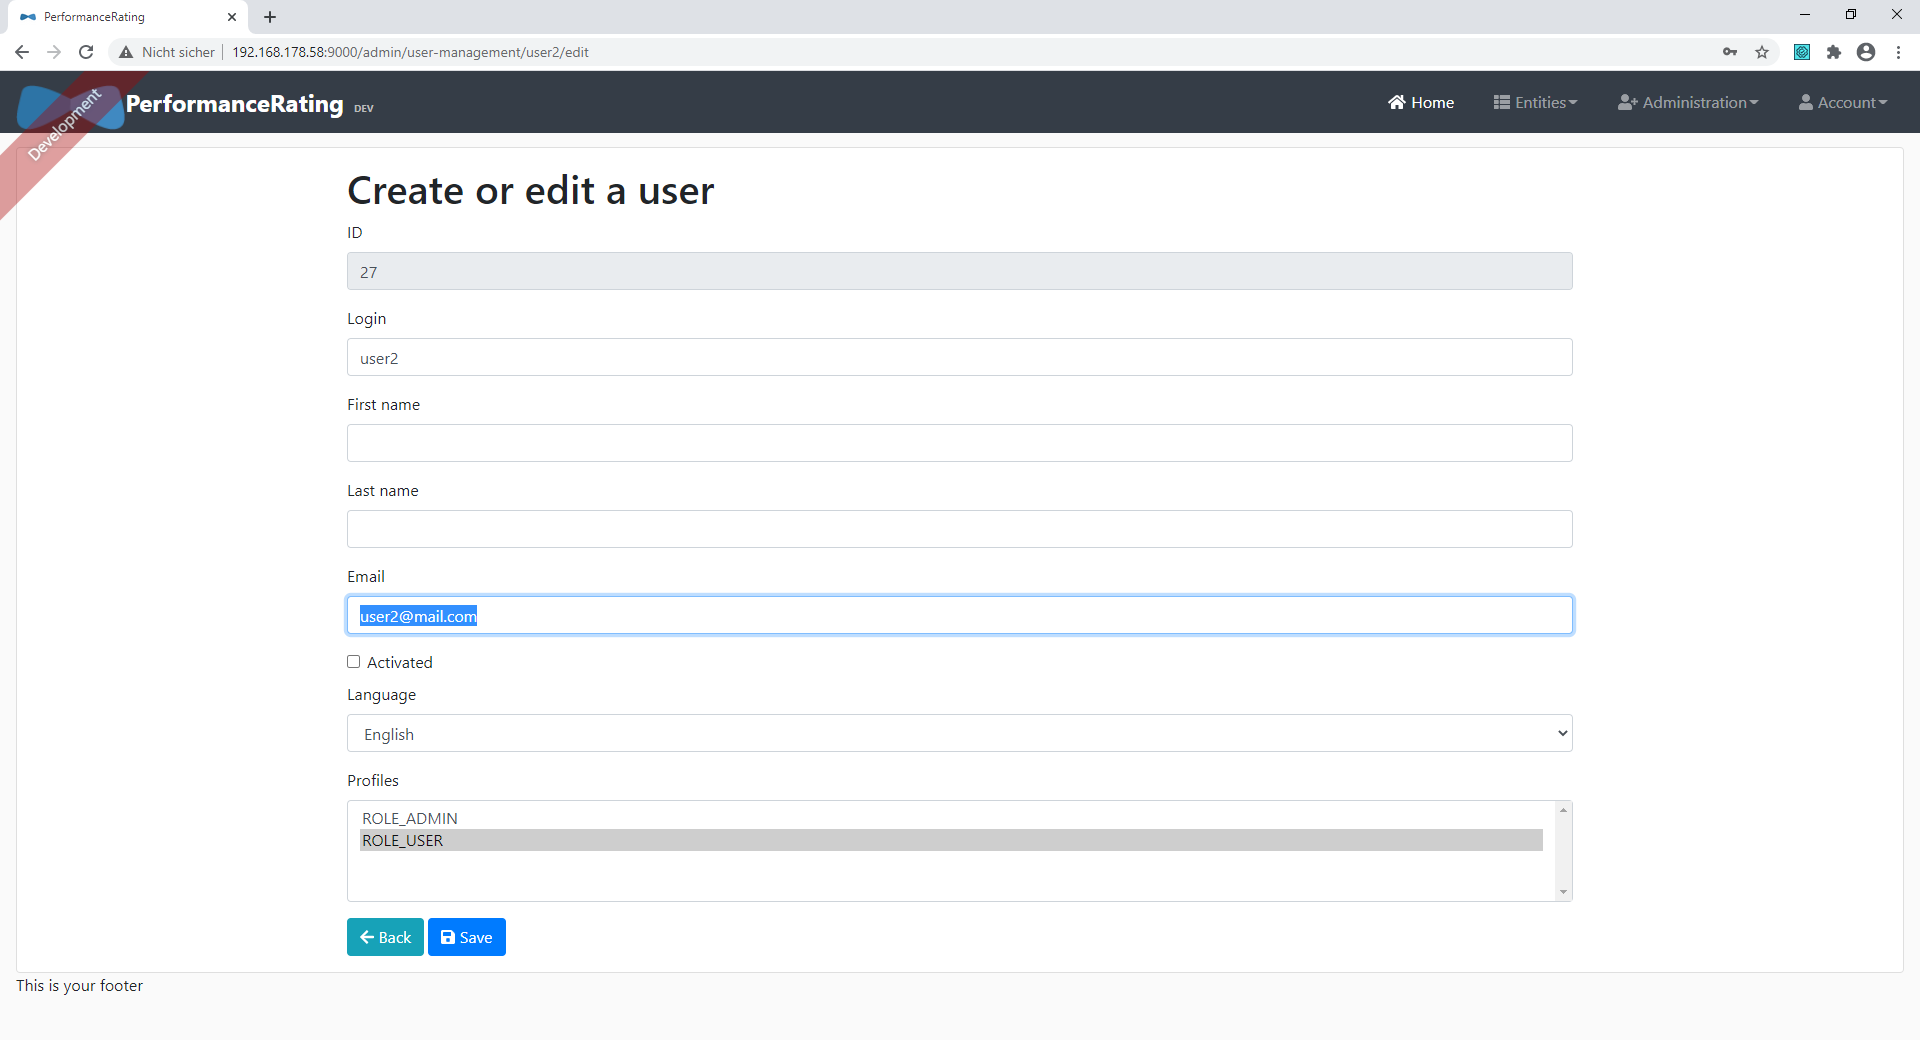 PerformanceRating
Nicht sicher 192.168.178.58:9000/admin/user-management/user2/edit
Development
PerformanceRating DEV
Home Entities Administration Account
Create or edit a user
ID
27
Login
user2
First name
Last name
Email
user2@mail.com
Activated
Language
English
Profiles
ROLE_ADMIN
ROLE_USER
Back Save
This is your footer